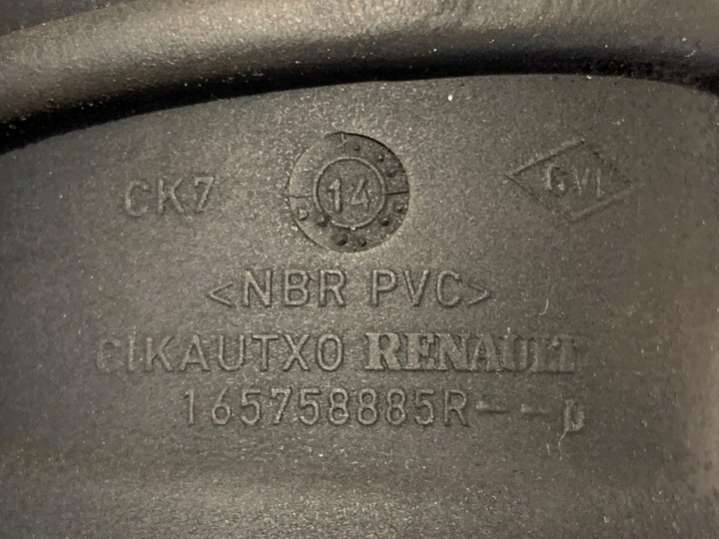 CK7 14 GVL
<NBR PVC>
CIKAUTXO RENAULT
165758885R---p